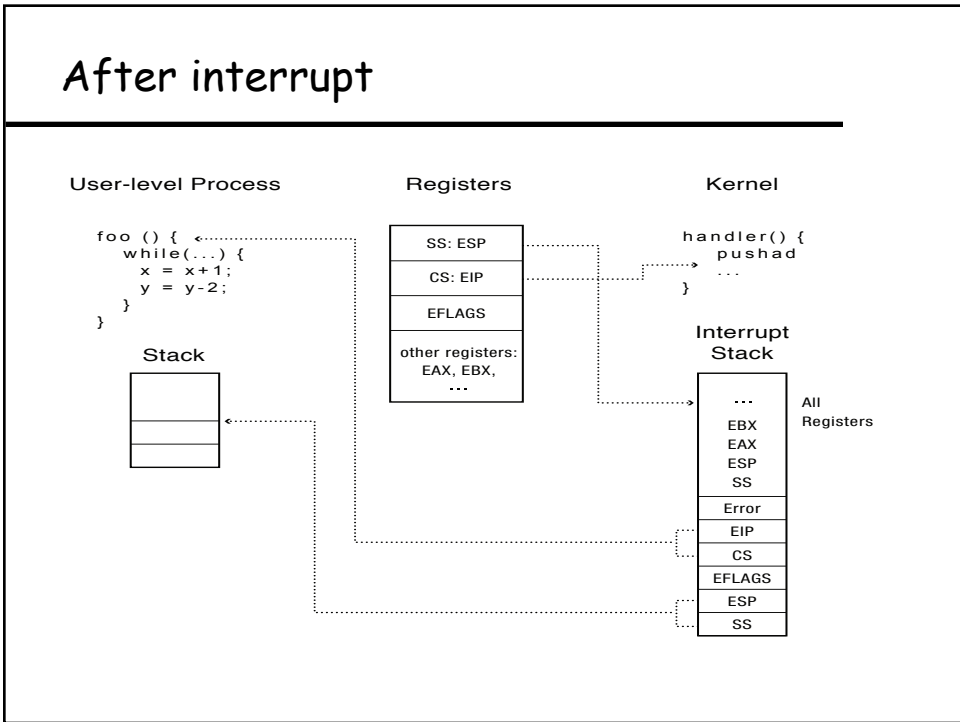 After interrupt
User-level Process
foo () {
while(...) {
x = x+1;
y = y-2;
}
}
Stack
Registers
SS: ESP
CS: EIP
EFLAGS
other registers:
EAX, EBX,
...
Kernel
handler() {
pushad
...
}
Interrupt
Stack
...
EBX
EAX
ESP
SS
Error
EIP
CS
EFLAGS
ESP
SS
All
Registers